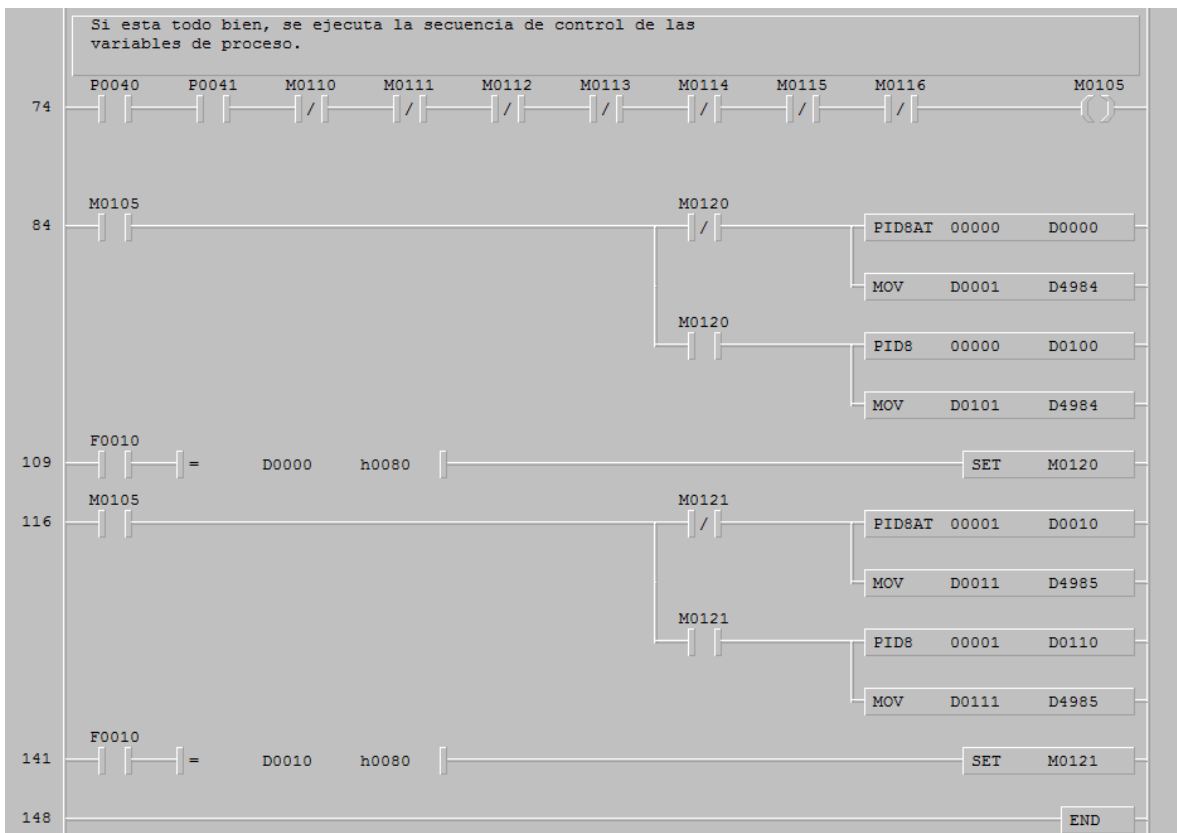 Si esta todo bien, se ejecuta la secuencia de control de las
variables de proceso.
P0040 P0041 M0110 M0111 M0112 M0113 M0114 M0115 M0116 M0105
74 / / / / / / / ( )
M0105 M0120
84 / PID8AT 00000 D0000
MOV D0001 D4984
M0120
PID8 00000 D0100
MOV D0101 D4984
F0010
109 = D0000 h0080 SET M0120
M0105 M0121
116 / PID8AT 00001 D0010
MOV D0011 D4985
M0121
PID8 00001 D0110
MOV D0111 D4985
F0010
141 = D0010 h0080 SET M0121
148 END